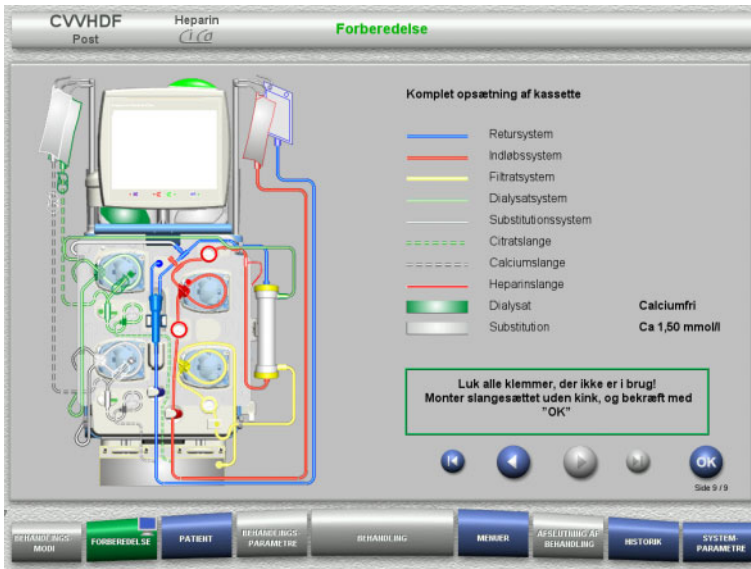 CVVHDF
Post
Heparin
CiCa
Forberedelse
Komplet opsætning af kassette
Retursystem
Indløbssystem
Filtratsystem
Dialysatsystem
Substitutionssystem
Citratslange
Calciumslange
Heparinslange
Dialysat Calciumfri
Substitution Ca 1,50 mmol/l
Luk alle klemmer, der ikke er i brug!
Monter slangesættet uden kink, og bekræft med
"OK"
OK
Side 9 / 9
BEHANDLINGS-
MODI
FORBEREDELSE
PATIENT
BEHANDLINGS-
PARAMETRE
BEHANDLING
MENUER
AFSLUTNING AF
BEHANDLING
HISTORIK
SYSTEM-
PARAMETRE